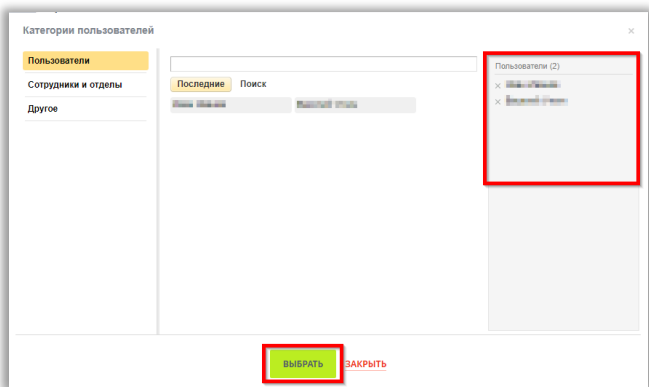 Категории пользователей
Пользователи
Сотрудники и отделы
Другое
Последние Поиск
Пользователи (2)
ВЫБРАТЬ ЗАКРЫТЬ